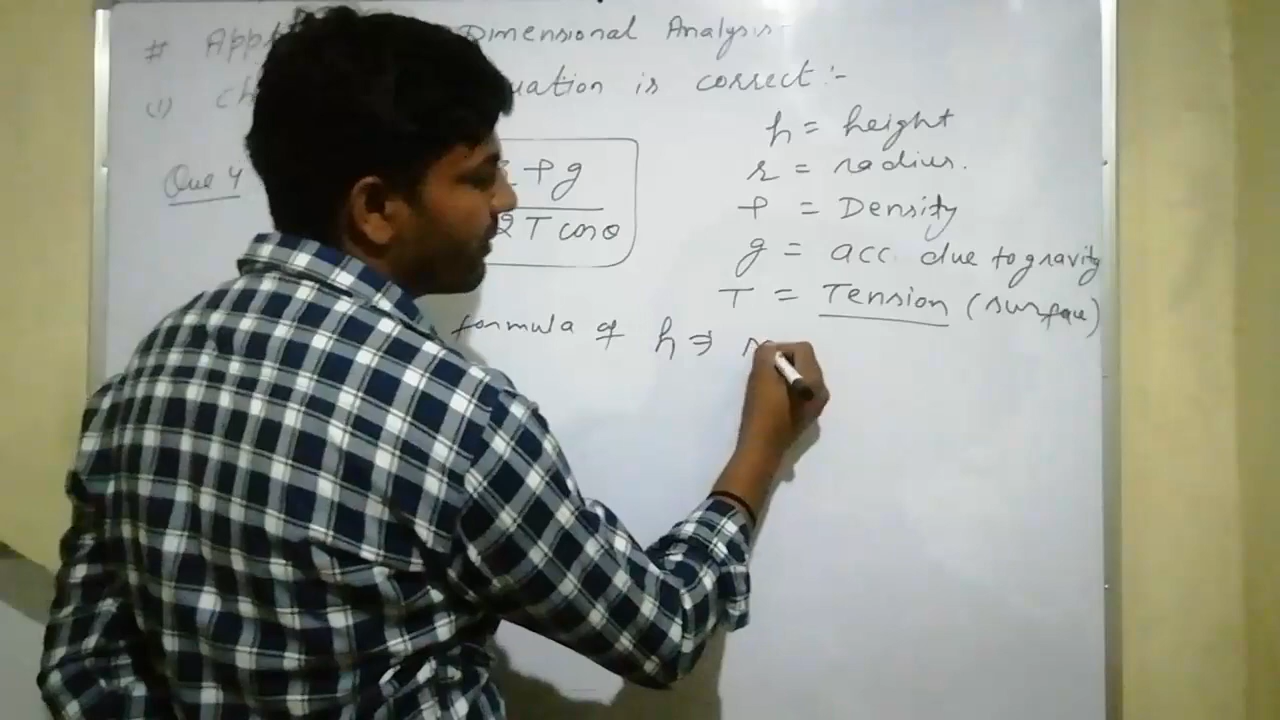 # App Dimensional Analysis-
(1) Ch uation is correct :-
Que 4
ρg
2 T cosθ
h = height
r = radius.
ρ = Density
g = acc. due to gravity
T = Tension (surface)
formula of h ⇒